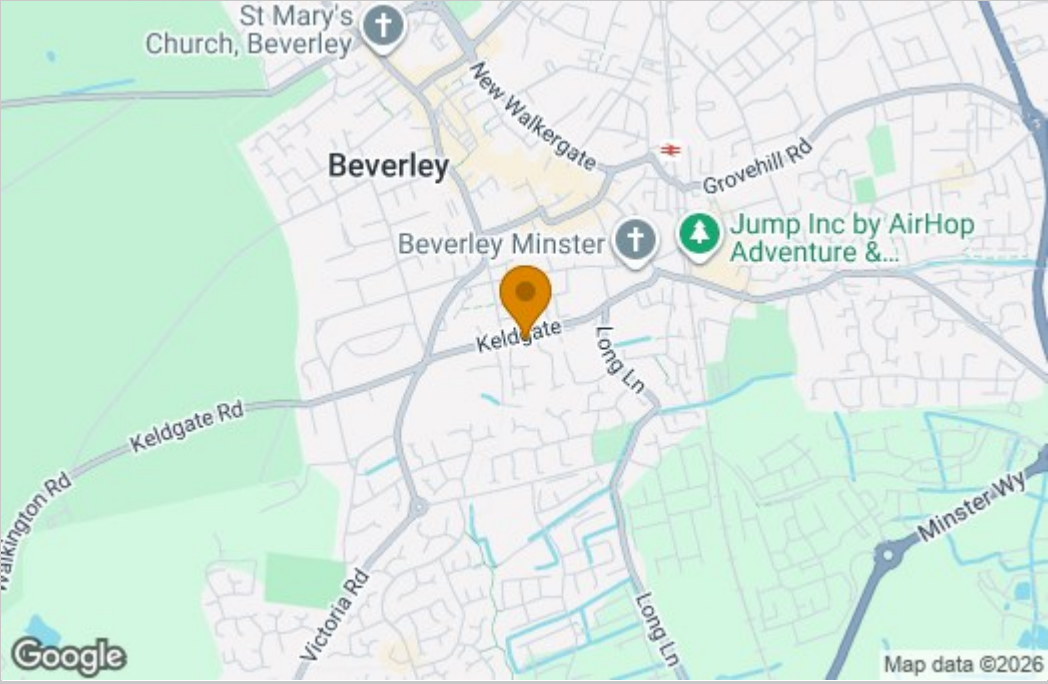 St Mary's
Church, Beverley
New Walkergate
Beverley
Grovehill Rd
Jump Inc by AirHop
Adventure &...
Beverley Minster
Keldgate
Long Ln
Keldgate Rd
Walkington Rd
Minster Wy
Victoria Rd
Long Ln
Google
Map data ©2026